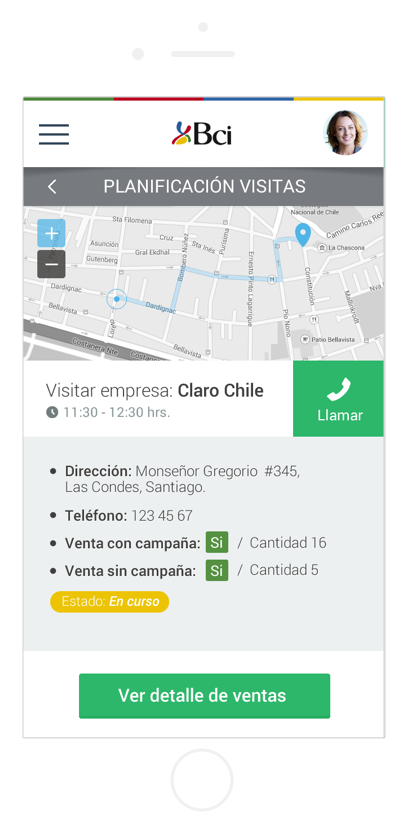 Bci
PLANIFICACIÓN VISITAS
Nacional de Chile
Sta Filomena
Camino Carlos Ree
Cruz
Purísima
Asunción
Sta Inés
La Chascona
Gral Ekdhal
Gutenberg
Bombero Núñez
Ernesto Pinto Lagarrigue
Constitución
Dardignac
Mallinkroft
Nva
Bellavista
Dardignac
Pío Nono
Costanera Nte
Patio Bellavista
Bellavista
Visitar empresa: Claro Chile
11:30 - 12:30 hrs.
Llamar
Dirección: Monseñor Gregorio #345,
Las Condes, Santiago.
Teléfono: 123 45 67
Venta con campaña: Si / Cantidad 16
Venta sin campaña: Si / Cantidad 5
Estado: En curso
Ver detalle de ventas